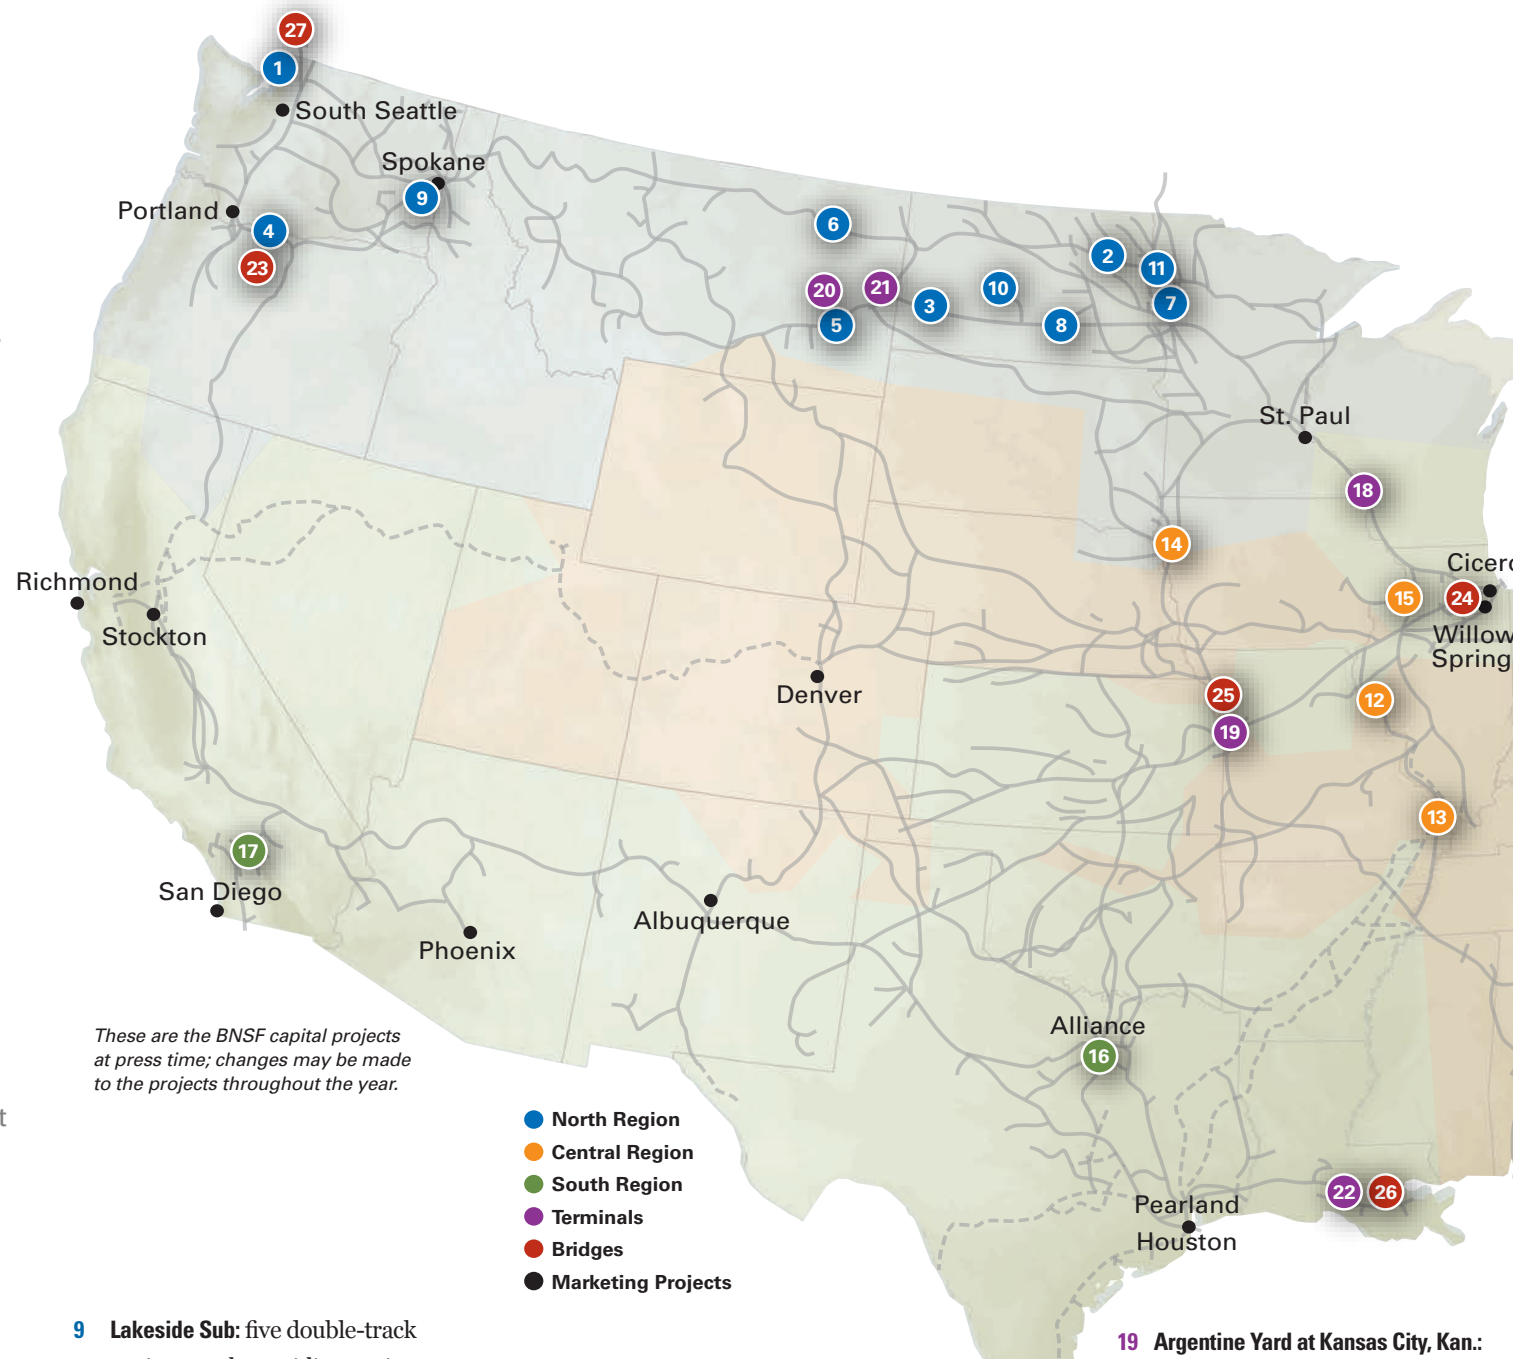 27
1
South Seattle
Spokane
9
Portland
4
23
6
2
11
20
21
10
3
7
5
8
St. Paul
18
14
Richmond
Stockton
15
24
Willow
Denver
25
12
19
13
17
San Diego
Albuquerque
Phoenix
These are the BNSF capital projects
at press time; changes may be made
to the projects throughout the year.
Alliance
16
North Region
Central Region
South Region
Terminals
Bridges
Marketing Projects
22
26
Pearland
Houston
9 Lakeside Sub: five double-track
19 Argentine Yard at Kansas City, Kan.: